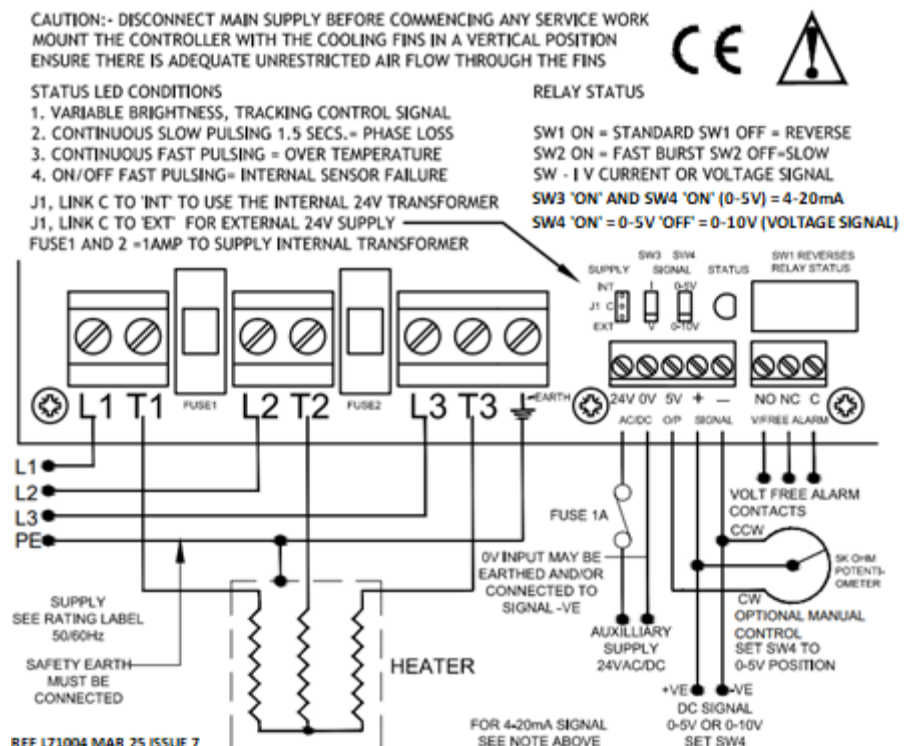 CAUTION:- DISCONNECT MAIN SUPPLY BEFORE COMMENCING ANY SERVICE WORK
MOUNT THE CONTROLLER WITH THE COOLING FINS IN A VERTICAL POSITION
ENSURE THERE IS ADEQUATE UNRESTRICTED AIR FLOW THROUGH THE FINS
CE
STATUS LED CONDITIONS
1. VARIABLE BRIGHTNESS, TRACKING CONTROL SIGNAL
2. CONTINUOUS SLOW PULSING 1.5 SECS.= PHASE LOSS
3. CONTINUOUS FAST PULSING = OVER TEMPERATURE
4. ON/OFF FAST PULSING= INTERNAL SENSOR FAILURE
J1, LINK C TO 'INT' TO USE THE INTERNAL 24V TRANSFORMER
J1, LINK C TO 'EXT' FOR EXTERNAL 24V SUPPLY
FUSE1 AND 2 =1AMP TO SUPPLY INTERNAL TRANSFORMER
RELAY STATUS
SW1 ON = STANDARD SW1 OFF = REVERSE
SW2 ON = FAST BURST SW2 OFF=SLOW
SW - I V CURRENT OR VOLTAGE SIGNAL
SW3 'ON' AND SW4 'ON' (0-5V) = 4-20mA
SW4 'ON' = 0-5V 'OFF' = 0-10V (VOLTAGE SIGNAL)
SW3 SW4
SUPPLY SIGNAL STATUS
SW1 REVERSES
RELAY STATUS
INT I 0-5V
J1 C
EXT V 0-10V
L1 T1 FUSE1 L2 T2 FUSE2 L3 T3 EARTH
24V 0V 5V + —
AC/DC O/P SIGNAL
NO NC C
V/FREE ALARM
L1
L2
L3
PE
FUSE 1A
VOLT FREE ALARM
CONTACTS
CCW
5K OHM
POTENTI-
OMETER
CW
OPTIONAL MANUAL
CONTROL
SET SW4 TO
0-5V POSITION
0V INPUT MAY BE
EARTHED AND/OR
CONNECTED TO
SIGNAL -VE
AUXILLIARY
SUPPLY
24VAC/DC
SUPPLY
SEE RATING LABEL
50/60Hz
SAFETY EARTH
MUST BE
CONNECTED
HEATER
+VE -VE
DC SIGNAL
0-5V OR 0-10V
SET SW4
FOR 4-20mA SIGNAL
SEE NOTE ABOVE
REF L71004 MAR 25 ISSUE 7